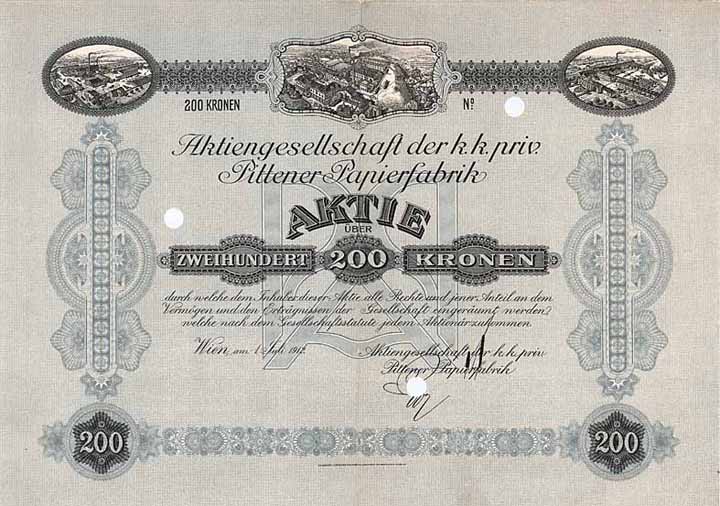 200 KRONEN
Nº
Aktiengesellschaft der k. k. priv.
Pittener Papierfabrik
AKTIE
ÜBER
ZWEIHUNDERT 200 KRONEN
durch welche dem Inhaber dieser Aktie alle Rechte und jener Anteil an dem
Vermögen und den Erträgnissen der Gesellschaft eingeräumt werden,
welche nach dem Gesellschaftsstatute jedem Aktionär zukommen.
Wien, am 1. Juli 1917.
Aktiengesellschaft der k. k. priv.
Pittener Papierfabrik
200
200